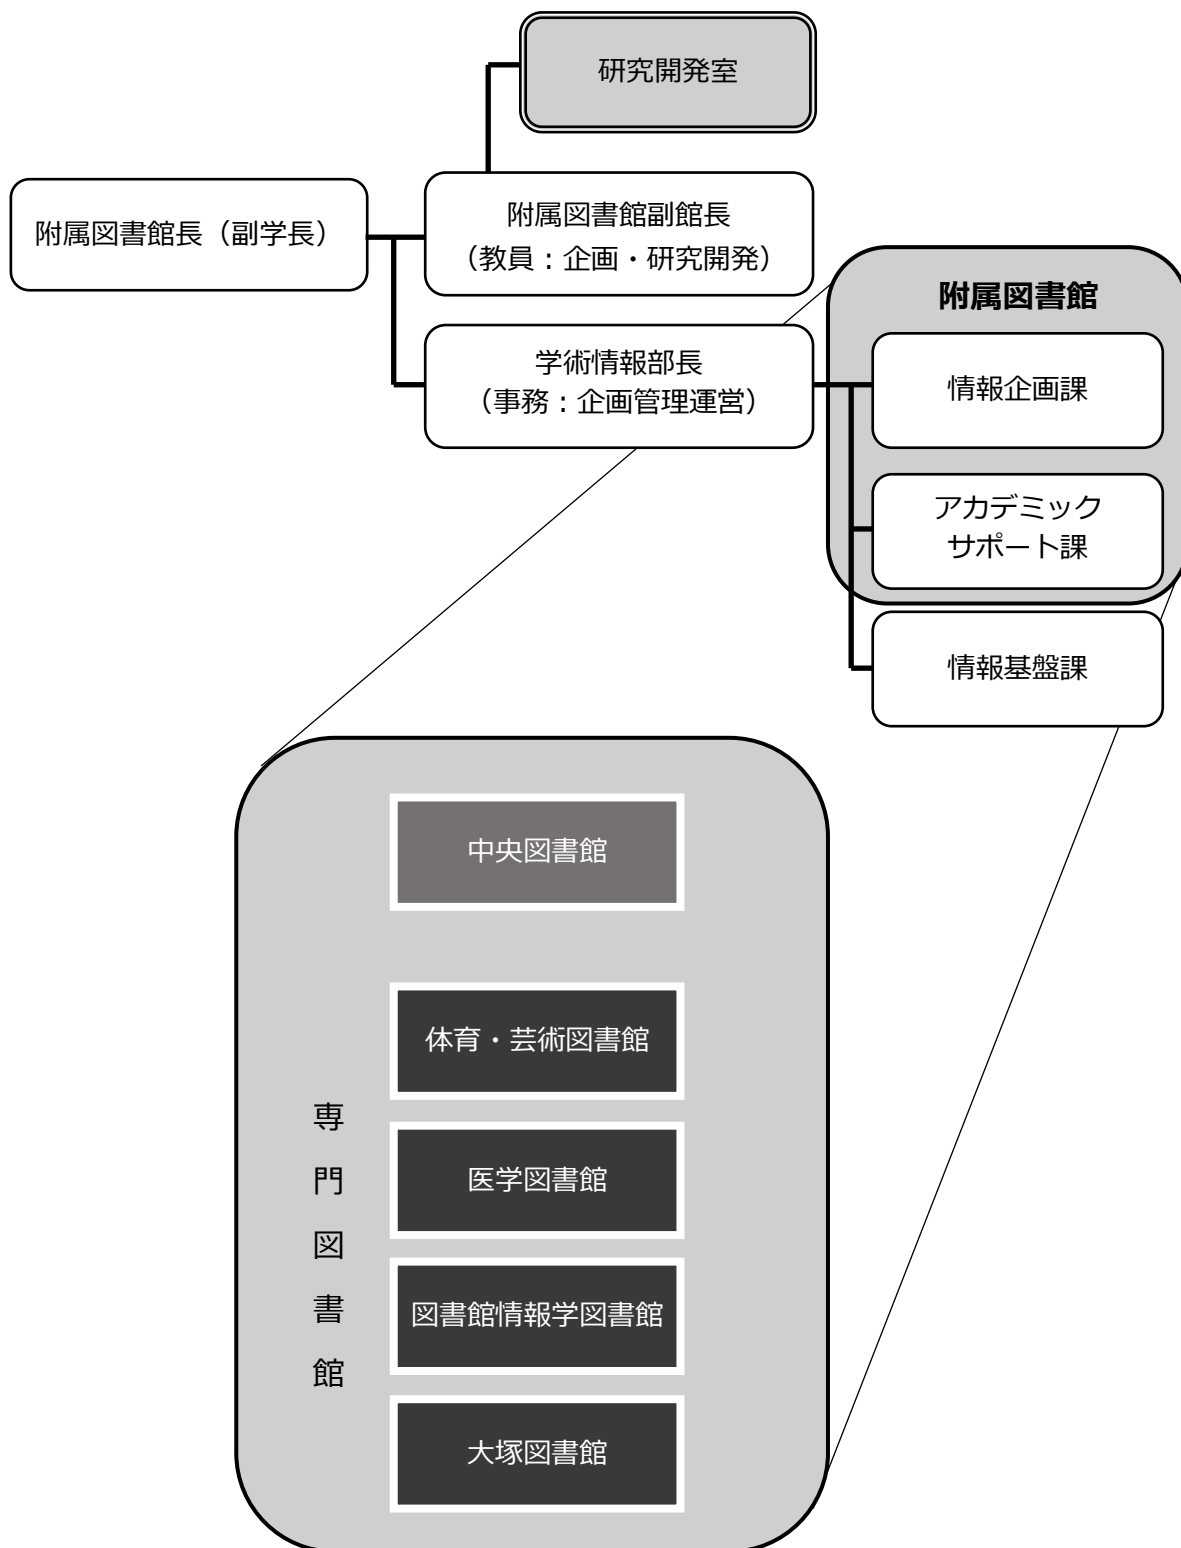 研究開発室
附属図書館長（副学長）
附属図書館副館長
（教員：企画・研究開発）
学術情報部長
（事務：企画管理運営）
附属図書館
情報企画課
アカデミック
サポート課
情報基盤課
中央図書館
専門図書館
体育・芸術図書館
医学図書館
図書館情報学図書館
大塚図書館